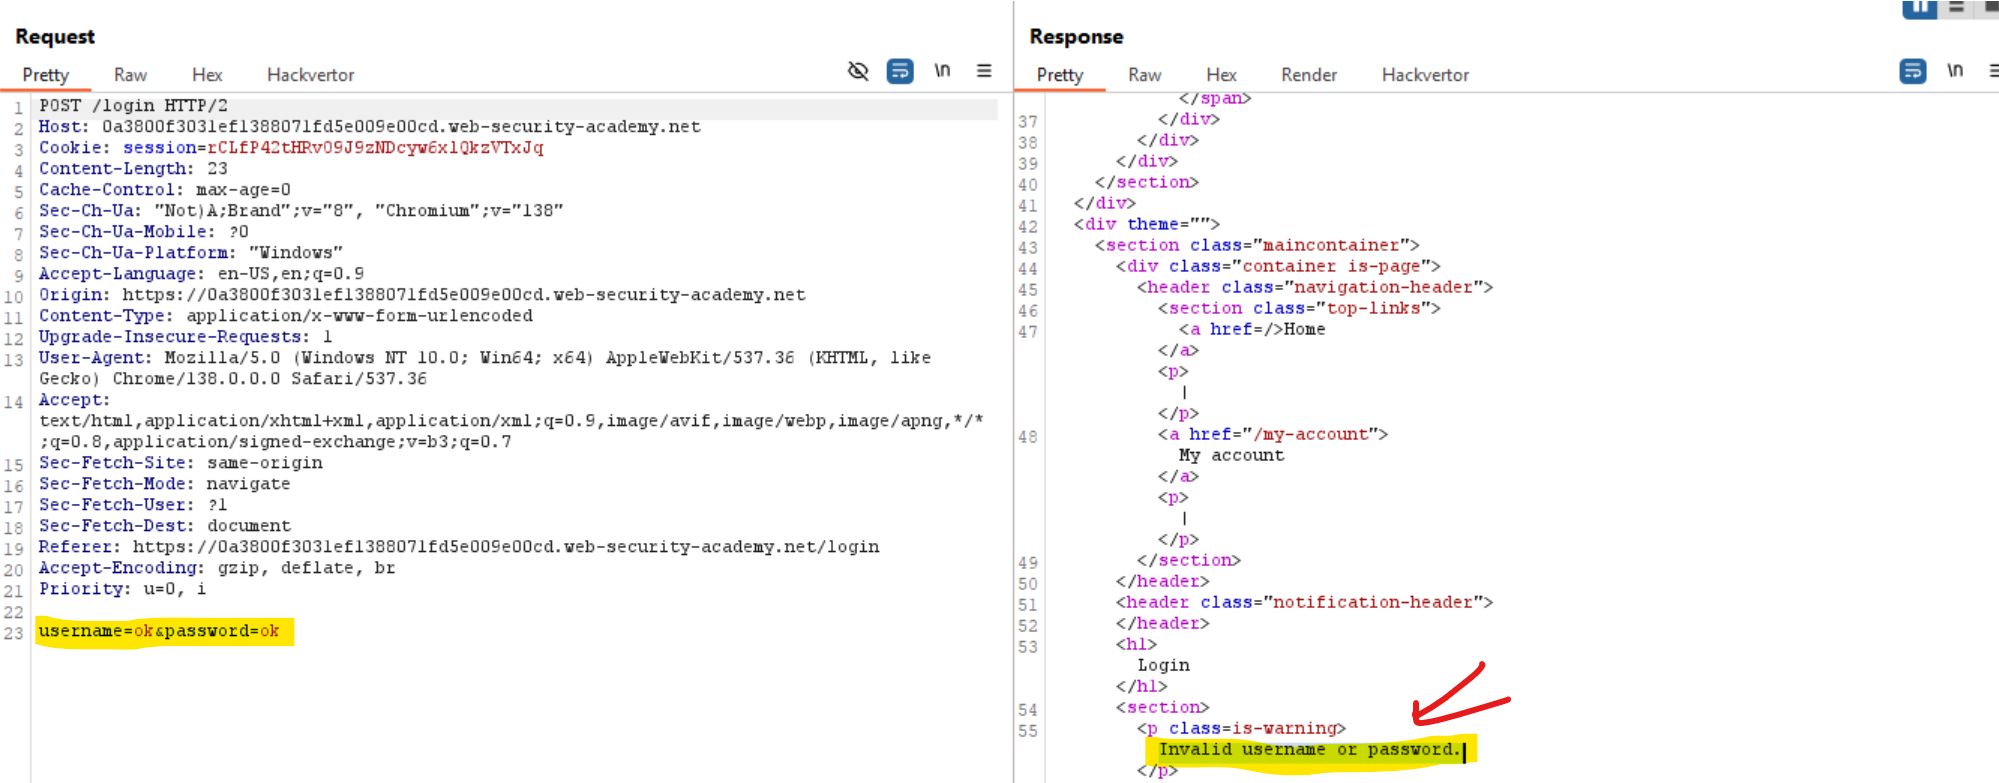 Request
Pretty Raw Hex Hackvertor
\n
1 POST /login HTTP/2
2 Host: 0a3800f3031ef1388071fd5e009e00cd.web-security-academy.net
3 Cookie: session=rCLfP42tHRv09J9zNDcyw6xlQkzVTxJq
4 Content-Length: 23
5 Cache-Control: max-age=0
6 Sec-Ch-Ua: "Not)A;Brand";v="8", "Chromium";v="138"
7 Sec-Ch-Ua-Mobile: ?0
8 Sec-Ch-Ua-Platform: "Windows"
9 Accept-Language: en-US,en;q=0.9
10 Origin: https://0a3800f3031ef1388071fd5e009e00cd.web-security-academy.net
11 Content-Type: application/x-www-form-urlencoded
12 Upgrade-Insecure-Requests: 1
13 User-Agent: Mozilla/5.0 (Windows NT 10.0; Win64; x64) AppleWebKit/537.36 (KHTML, like
Gecko) Chrome/138.0.0.0 Safari/537.36
14 Accept:
text/html,application/xhtml+xml,application/xml;q=0.9,image/avif,image/webp,image/apng,*/*
;q=0.8,application/signed-exchange;v=b3;q=0.7
15 Sec-Fetch-Site: same-origin
16 Sec-Fetch-Mode: navigate
17 Sec-Fetch-User: ?1
18 Sec-Fetch-Dest: document
19 Referer: https://0a3800f3031ef1388071fd5e009e00cd.web-security-academy.net/login
20 Accept-Encoding: gzip, deflate, br
21 Priority: u=0, i
22
23 username=ok&password=ok
Response
Pretty Raw Hex Render Hackvertor
\n
</span>
37 </div>
38 </div>
39 </div>
40 </section>
41 </div>
42 <div theme="">
43 <section class="maincontainer">
44 <div class="container is-page">
45 <header class="navigation-header">
46 <section class="top-links">
47 <a href=/>Home
</a>
<p>
|
</p>
48 <a href="/my-account">
My account
</a>
<p>
|
</p>
49 </section>
50 </header>
51 <header class="notification-header">
52 </header>
53 <h1>
Login
</h1>
54 <section>
55 <p class=is-warning>
Invalid username or password.
</p>